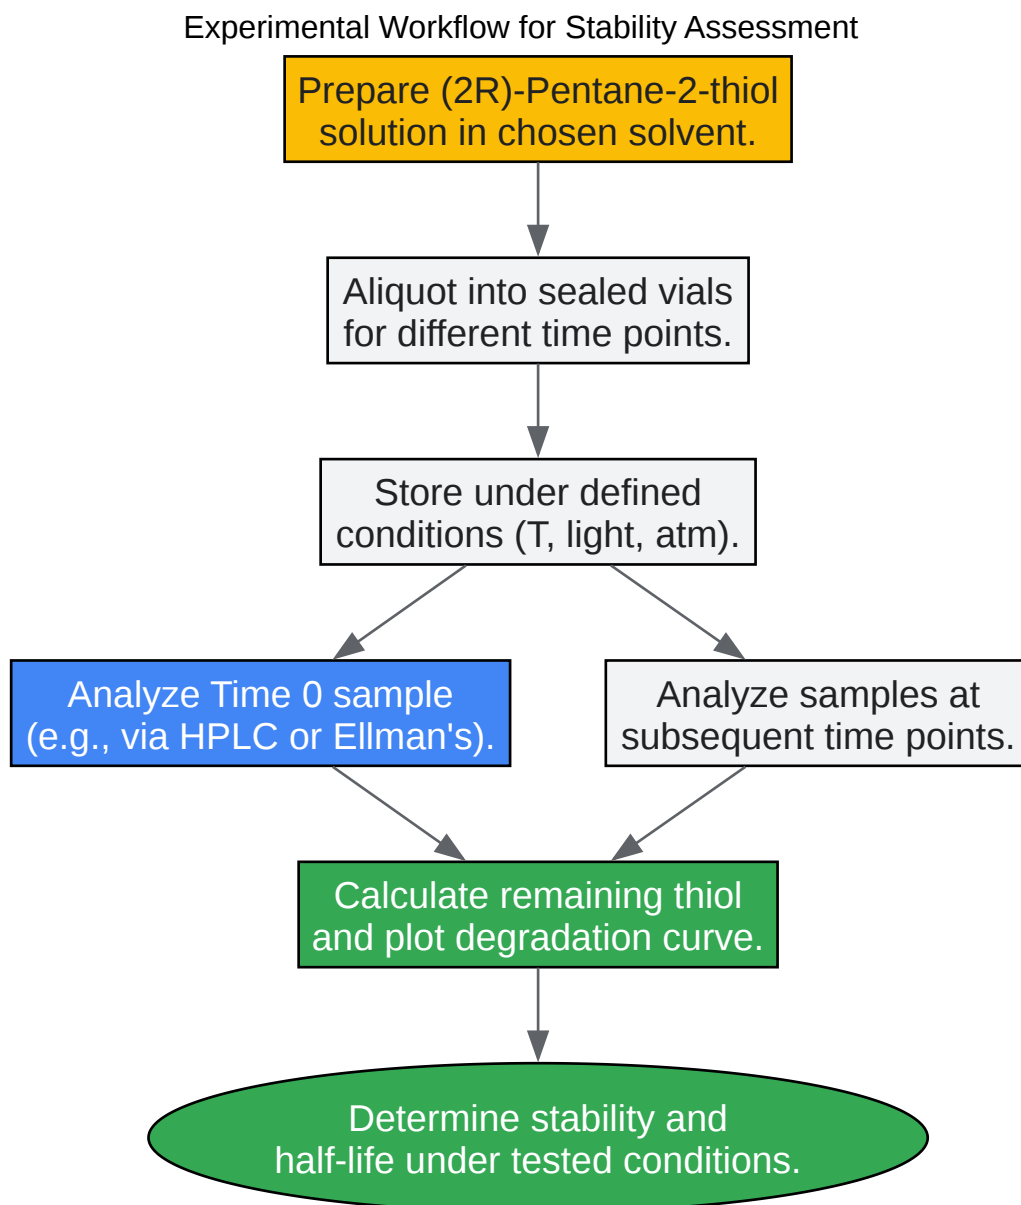 Experimental Workflow for Stability Assessment
Prepare (2R)-Pentane-2-thiol
solution in chosen solvent.
Aliquot into sealed vials
for different time points.
Store under defined
conditions (T, light, atm).
Analyze Time 0 sample
(e.g., via HPLC or Ellman's).
Analyze samples at
subsequent time points.
Calculate remaining thiol
and plot degradation curve.
Determine stability and
half-life under tested conditions.